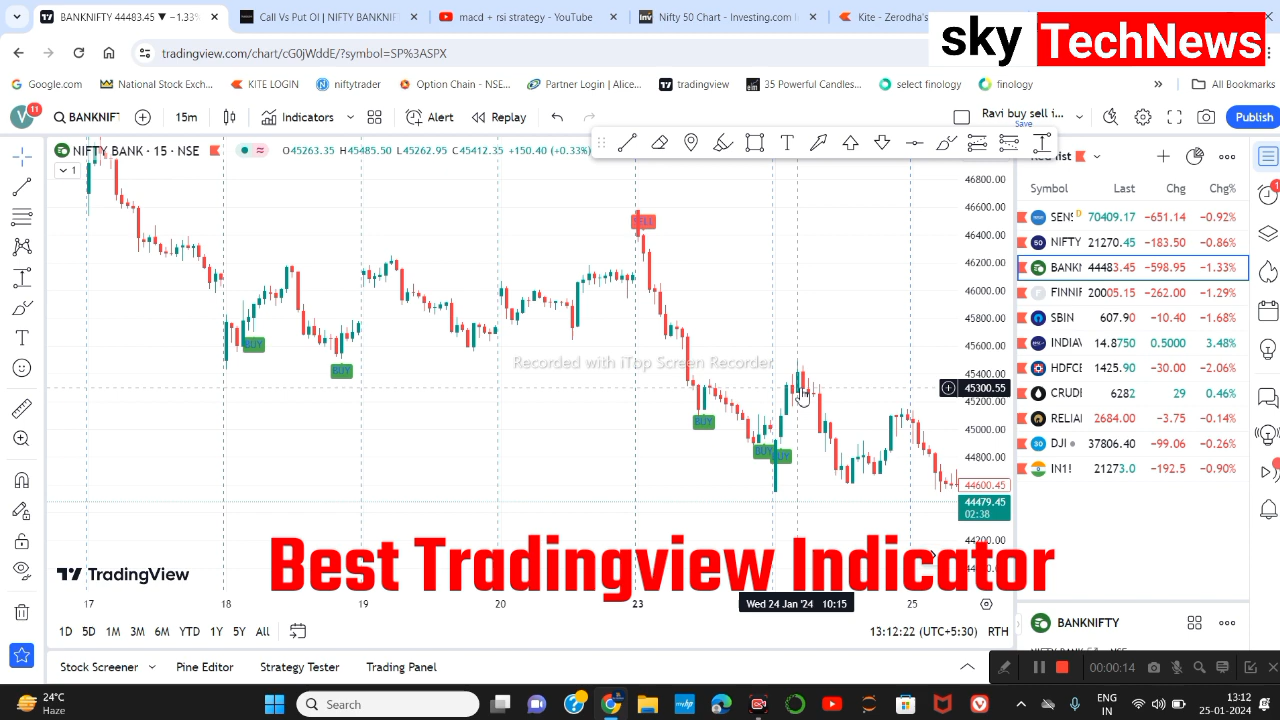 BANKNIFTY 44483.45 ▼ −1.33%
Call Vs Put OI
BANKNIFTY
macd + rsi tradingview - YouTube
Nifty 50 Chart - Investing.com I
Kite - Zerodha's
sky TechNews
tradingview.com/chart/cG0WJldE/?symbol=SP%3ASPX
Google.com
National Stock Exch...
KITE LOG
niftytrader
Option Chain - NSE...
Partner Login | Alice...
tradingview
35 Powerful Candles...
select finology
finology
All Bookmarks
11
BANKNIFT
15m
Indicators
Alert
Replay
Ravi buy sell i...
Save
Publish
NIFTY BANK · 15 · NSE
O45263.35 H45485.50 L45262.95 C45412.35 +150.40 (+0.33%)
1
list
Symbol Last Chg Chg%
SENS D 70409.17 −651.14 −0.92%
NIFTY 21270.45 −183.50 −0.86%
BANKN 44483.45 −598.95 −1.33%
FINNIF 20005.15 −262.00 −1.29%
SBIN 607.90 −10.40 −1.68%
INDIAV 14.8750 0.5000 3.48%
HDFCE 1425.90 −30.00 −2.06%
CRUDE 6282 29 0.46%
RELIA 2684.00 −3.75 −0.14%
DJI 37806.40 −99.06 −0.26%
IN1! 21273.0 −192.5 −0.90%
46800.00
46600.00
46400.00
46200.00
46000.00
45800.00
45600.00
45400.00
45300.55
45200.00
45000.00
44800.00
44600.45
44479.45
02:38
44200.00
SELL
BUY
BUY
BUY
BUY
BUY
Recorded with iTop Screen Recorder
Best Tradingview Indicator
TradingView
17 18 19 20 23 Wed 24 Jan '24 10:15 25
1D 5D 1M 3M 6M YTD 1Y 5Y All
13:12:22 (UTC+5:30) RTH
BANKNIFTY
Stock Screener Pine Editor Strategy Tester Trading Panel
00:00:14
24°C
Haze
Search
ENG
IN
13:12
25-01-2024